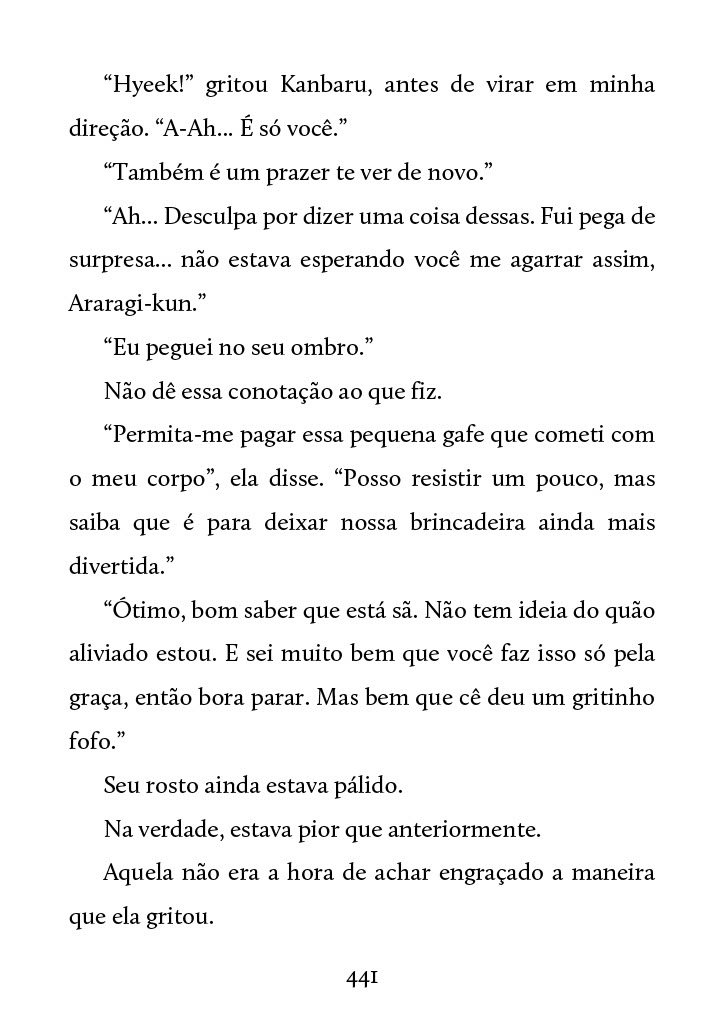 “Hyeek!” gritou Kanbaru, antes de virar em minha
direção. “A-Ah... É só você.”
“Também é um prazer te ver de novo.”
“Ah... Desculpa por dizer uma coisa dessas. Fui pega de
surpresa... não estava esperando você me agarrar assim,
Araragi-kun.”
“Eu peguei no seu ombro.”
Não dê essa conotação ao que fiz.
“Permita-me pagar essa pequena gafe que cometi com
o meu corpo”, ela disse. “Posso resistir um pouco, mas
saiba que é para deixar nossa brincadeira ainda mais
divertida.”
“Ótimo, bom saber que está sã. Não tem ideia do quão
aliviado estou. E sei muito bem que você faz isso só pela
graça, então bora parar. Mas bem que cê deu um gritinho
fofo.”
Seu rosto ainda estava pálido.
Na verdade, estava pior que anteriormente.
Aquela não era a hora de achar engraçado a maneira
que ela gritou.
441